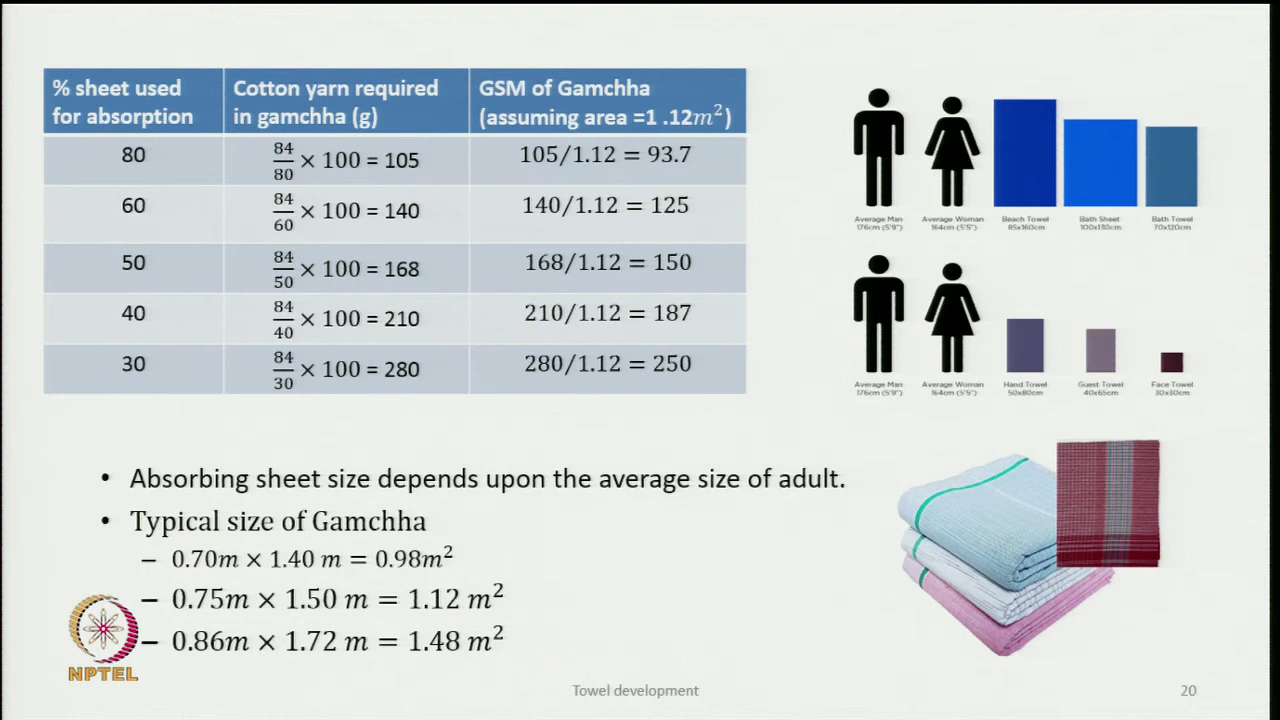 % sheet used for absorption | Cotton yarn required in gamchha (g) | GSM of Gamchha (assuming area =1 .12m²)
80 | 84/80 × 100 = 105 | 105/1.12 = 93.7
60 | 84/60 × 100 = 140 | 140/1.12 = 125
50 | 84/50 × 100 = 168 | 168/1.12 = 150
40 | 84/40 × 100 = 210 | 210/1.12 = 187
30 | 84/30 × 100 = 280 | 280/1.12 = 250
Average Man
176cm (5'9")
Average Woman
164cm (5'5")
Beach Towel
85x160cm
Bath Sheet
100x130cm
Bath Towel
70x120cm
Average Man
176cm (5'9")
Average Woman
164cm (5'5")
Hand Towel
50x80cm
Guest Towel
40x65cm
Face Towel
30x30cm
• Absorbing sheet size depends upon the average size of adult.
• Typical size of Gamchha
– 0.70m × 1.40 m = 0.98m²
– 0.75m × 1.50 m = 1.12 m²
– 0.86m × 1.72 m = 1.48 m²
NPTEL
Towel development
20